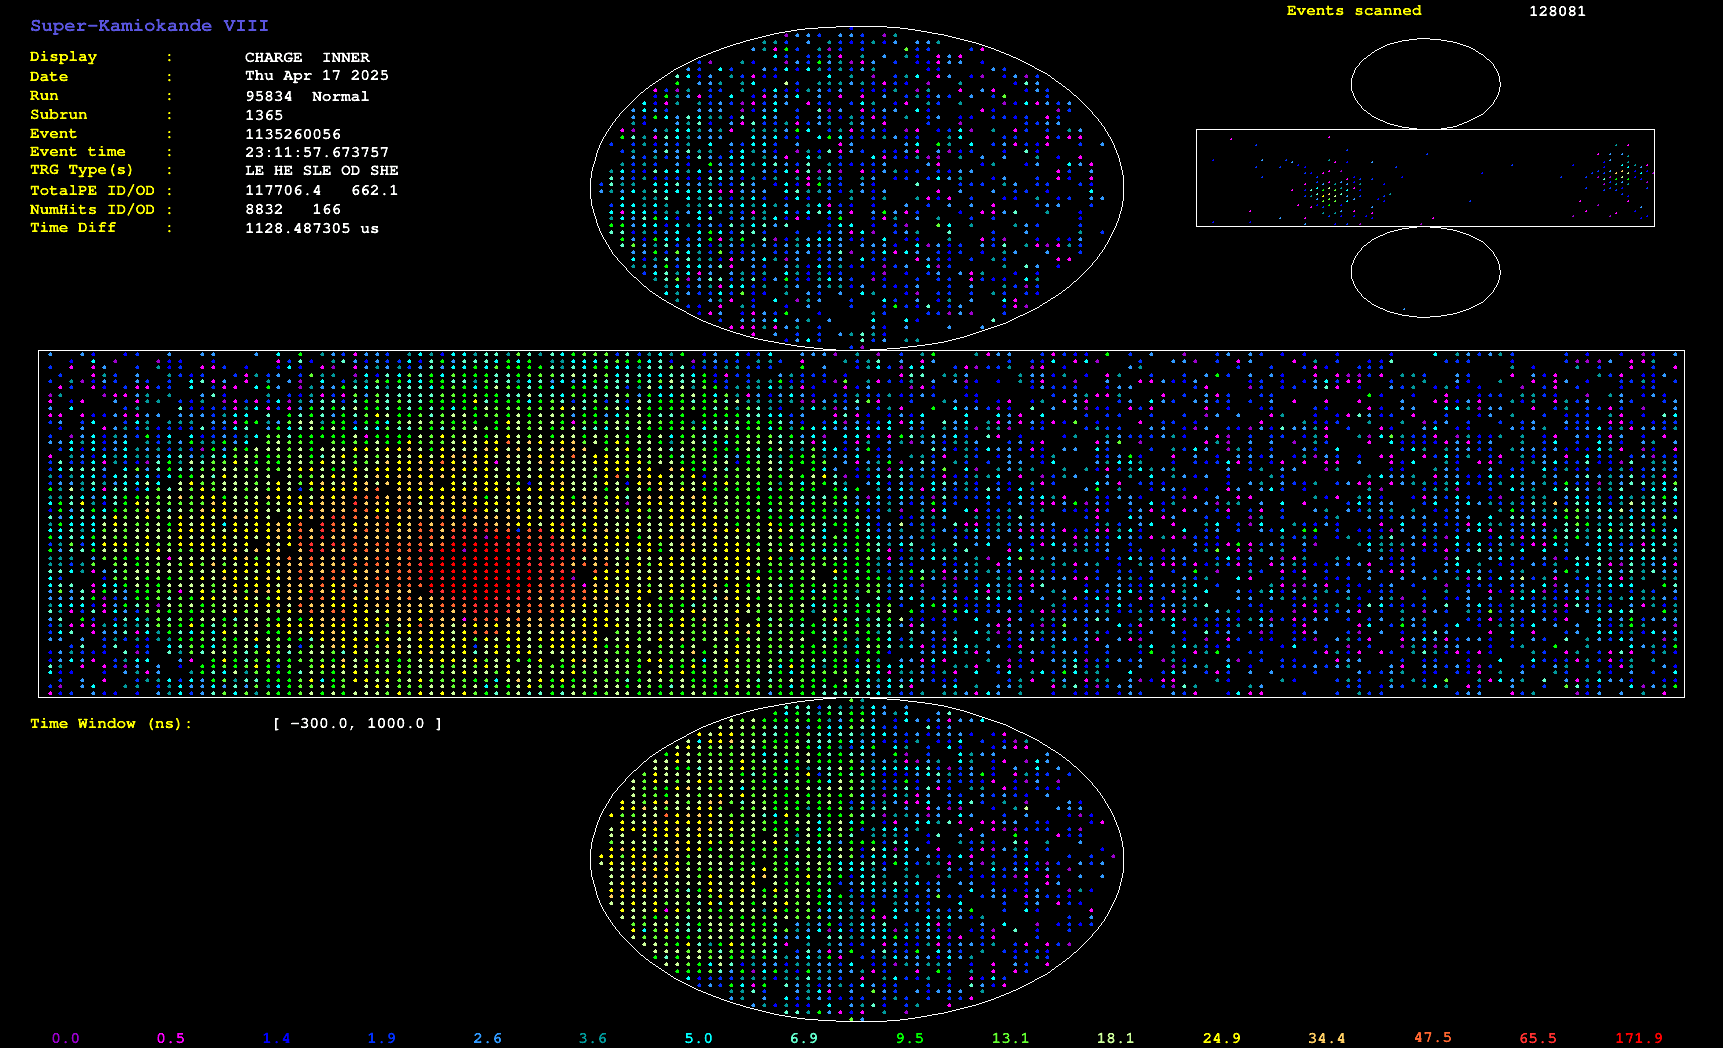 Super-Kamiokande VIII
Events scanned 128081
Display : CHARGE INNER
Date : Thu Apr 17 2025
Run : 95834 Normal
Subrun : 1365
Event : 1135260056
Event time : 23:11:57.673757
TRG Type(s) : LE HE SLE OD SHE
TotalPE ID/OD : 117706.4 662.1
NumHits ID/OD : 8832 166
Time Diff : 1128.487305 us
Time Window (ns): [ -300.0, 1000.0 ]
0.0 0.5 1.4 1.9 2.6 3.6 5.0 6.9 9.5 13.1 18.1 24.9 34.4 47.5 65.5 171.9